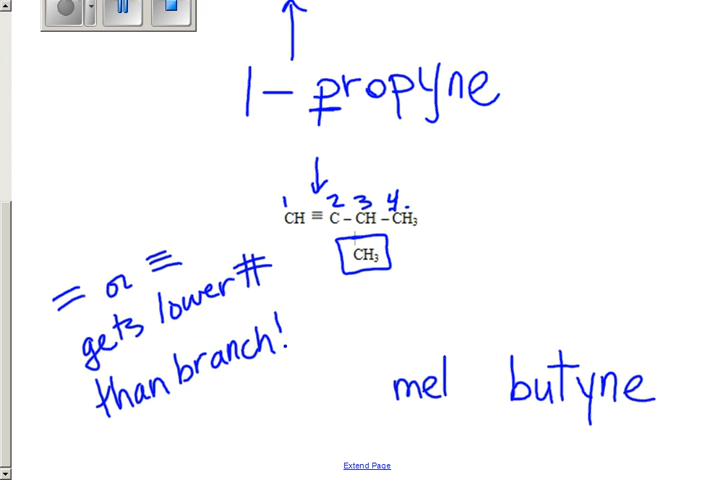 1-propyne
1 2 3 4.
CH ≡ C – CH – CH₃
CH₃
= or ≡
gets lower #
than branch!
mel butyne
Extend Page